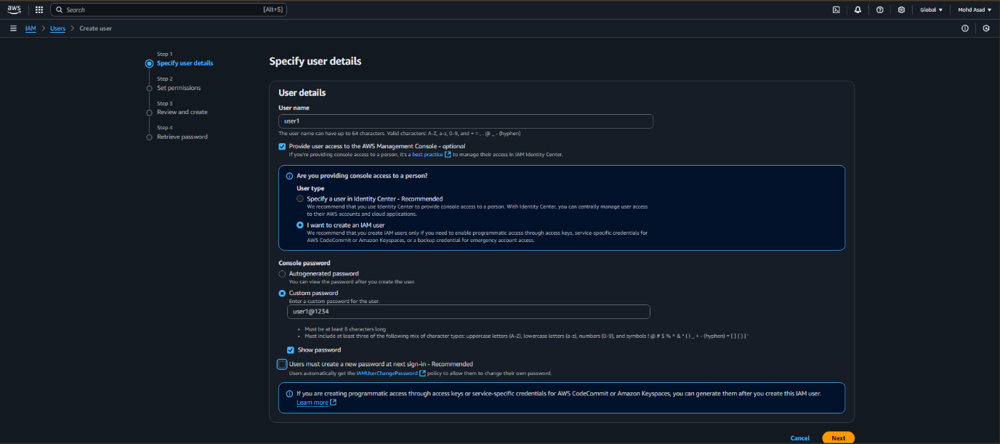 aws
Search [Alt+S]
Global Mohd Asad
IAM > Users > Create user
Step 1
Specify user details
Step 2
Set permissions
Step 3
Review and create
Step 4
Retrieve password
Specify user details
User details
User name
user1
The user name can have up to 64 characters. Valid characters: A-Z, a-z, 0-9, and + = , . @ _ - (hyphen)
Provide user access to the AWS Management Console - optional
If you're providing console access to a person, it's a best practice to manage their access in IAM Identity Center.
Are you providing console access to a person?
User type
Specify a user in Identity Center - Recommended
We recommend that you use Identity Center to provide console access to a person. With Identity Center, you can centrally manage user access
to their AWS accounts and cloud applications.
I want to create an IAM user
We recommend that you create IAM users only if you need to enable programmatic access through access keys, service-specific credentials for
AWS CodeCommit or Amazon Keyspaces, or a backup credential for emergency account access.
Console password
Autogenerated password
You can view the password after you create the user.
Custom password
Enter a custom password for the user.
user1@1234
• Must be at least 8 characters long
• Must include at least three of the following mix of character types: uppercase letters (A-Z), lowercase letters (a-z), numbers (0-9), and symbols ! @ # $ % ^ & * ( ) _ + - (hyphen) = [ ] { } | '
Show password
Users must create a new password at next sign-in - Recommended
Users automatically get the IAMUserChangePassword policy to allow them to change their own password.
If you are creating programmatic access through access keys or service-specific credentials for AWS CodeCommit or Amazon Keyspaces, you can generate them after you create this IAM user.
Learn more
Cancel Next